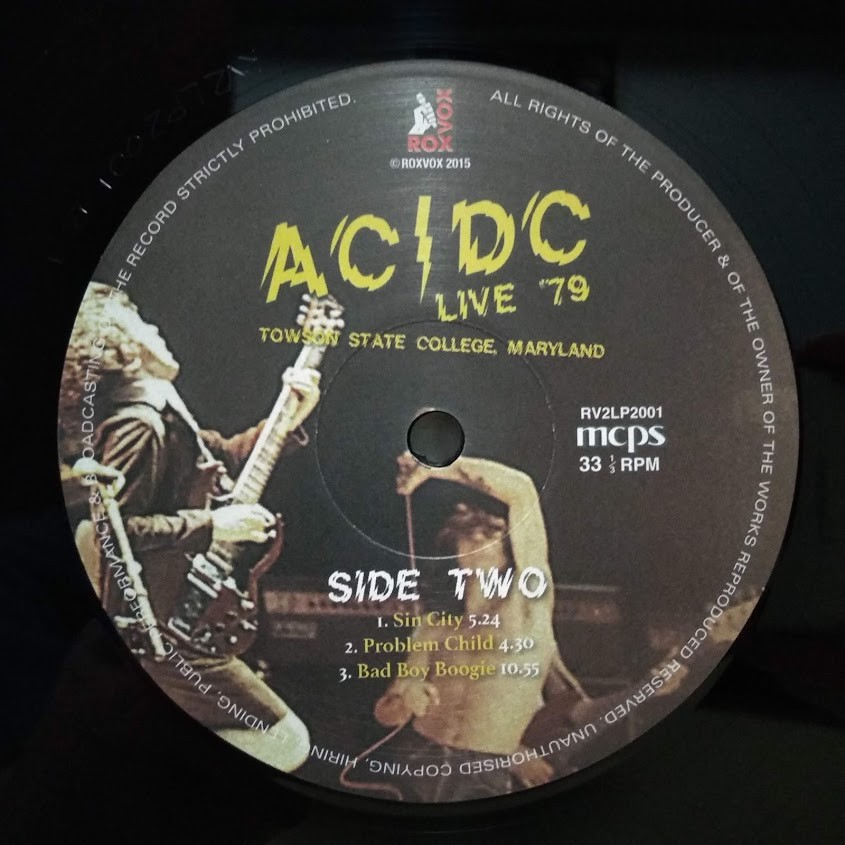 ROXVOX
© ROXVOX 2015
AC/DC
LIVE '79
TOWSON STATE COLLEGE, MARYLAND
RV2LP2001
mcps
33 1/3 RPM
SIDE TWO
1. Sin City 5.24
2. Problem Child 4.30
3. Bad Boy Boogie 10.55
ALL RIGHTS OF THE PRODUCER & OF THE OWNER OF THE WORKS REPRODUCED RESERVED. UNAUTHORISED COPYING, HIRING, LENDING, PUBLIC PERFORMANCE & BROADCASTING OF THE RECORD STRICTLY PROHIBITED.